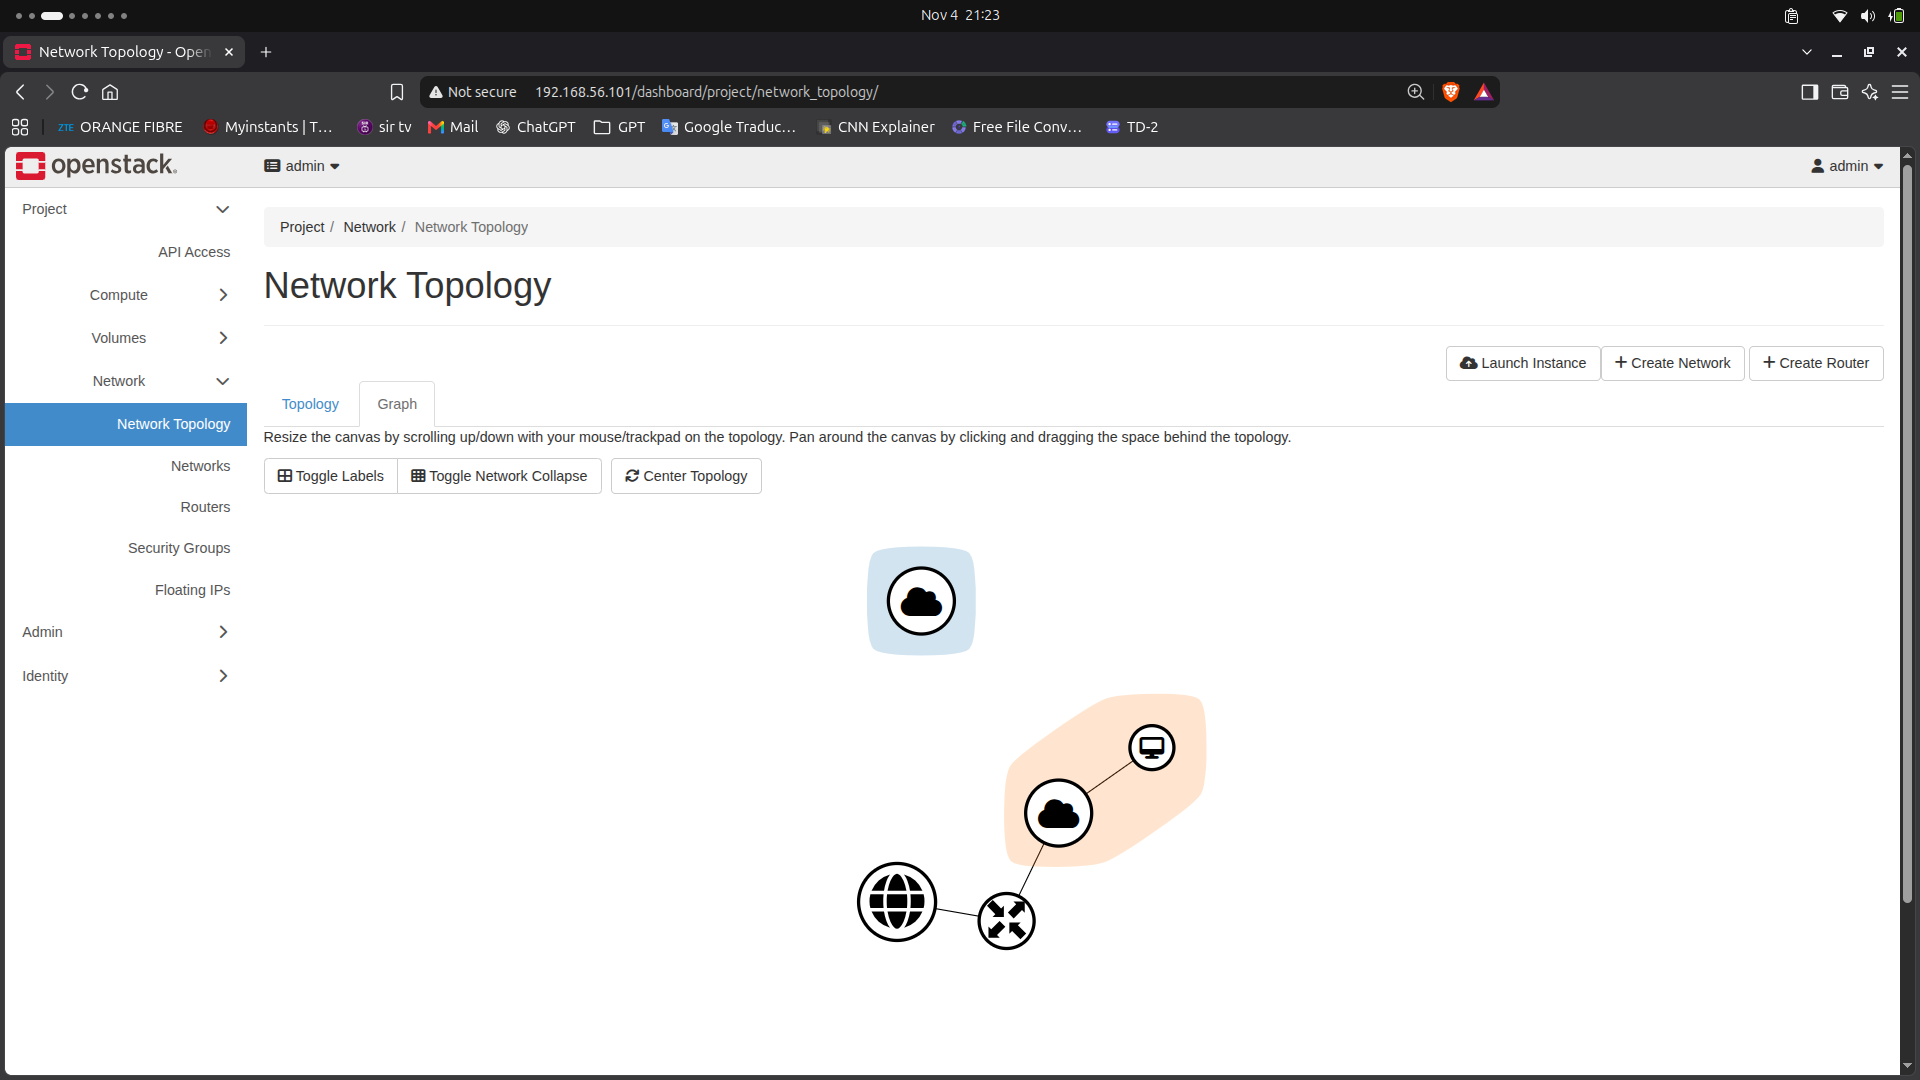 Nov 4 21:23
Network Topology - Open
Not secure 192.168.56.101/dashboard/project/network_topology/
ZTE ORANGE FIBRE Myinstants | T… sir tv Mail ChatGPT GPT Google Traduc… CNN Explainer Free File Conv… TD-2
openstack. admin admin
Project
API Access
Compute
Volumes
Network
Network Topology
Networks
Routers
Security Groups
Floating IPs
Admin
Identity
Project / Network / Network Topology
Network Topology
Launch Instance Create Network Create Router
Topology Graph
Resize the canvas by scrolling up/down with your mouse/trackpad on the topology. Pan around the canvas by clicking and dragging the space behind the topology.
Toggle Labels Toggle Network Collapse Center Topology